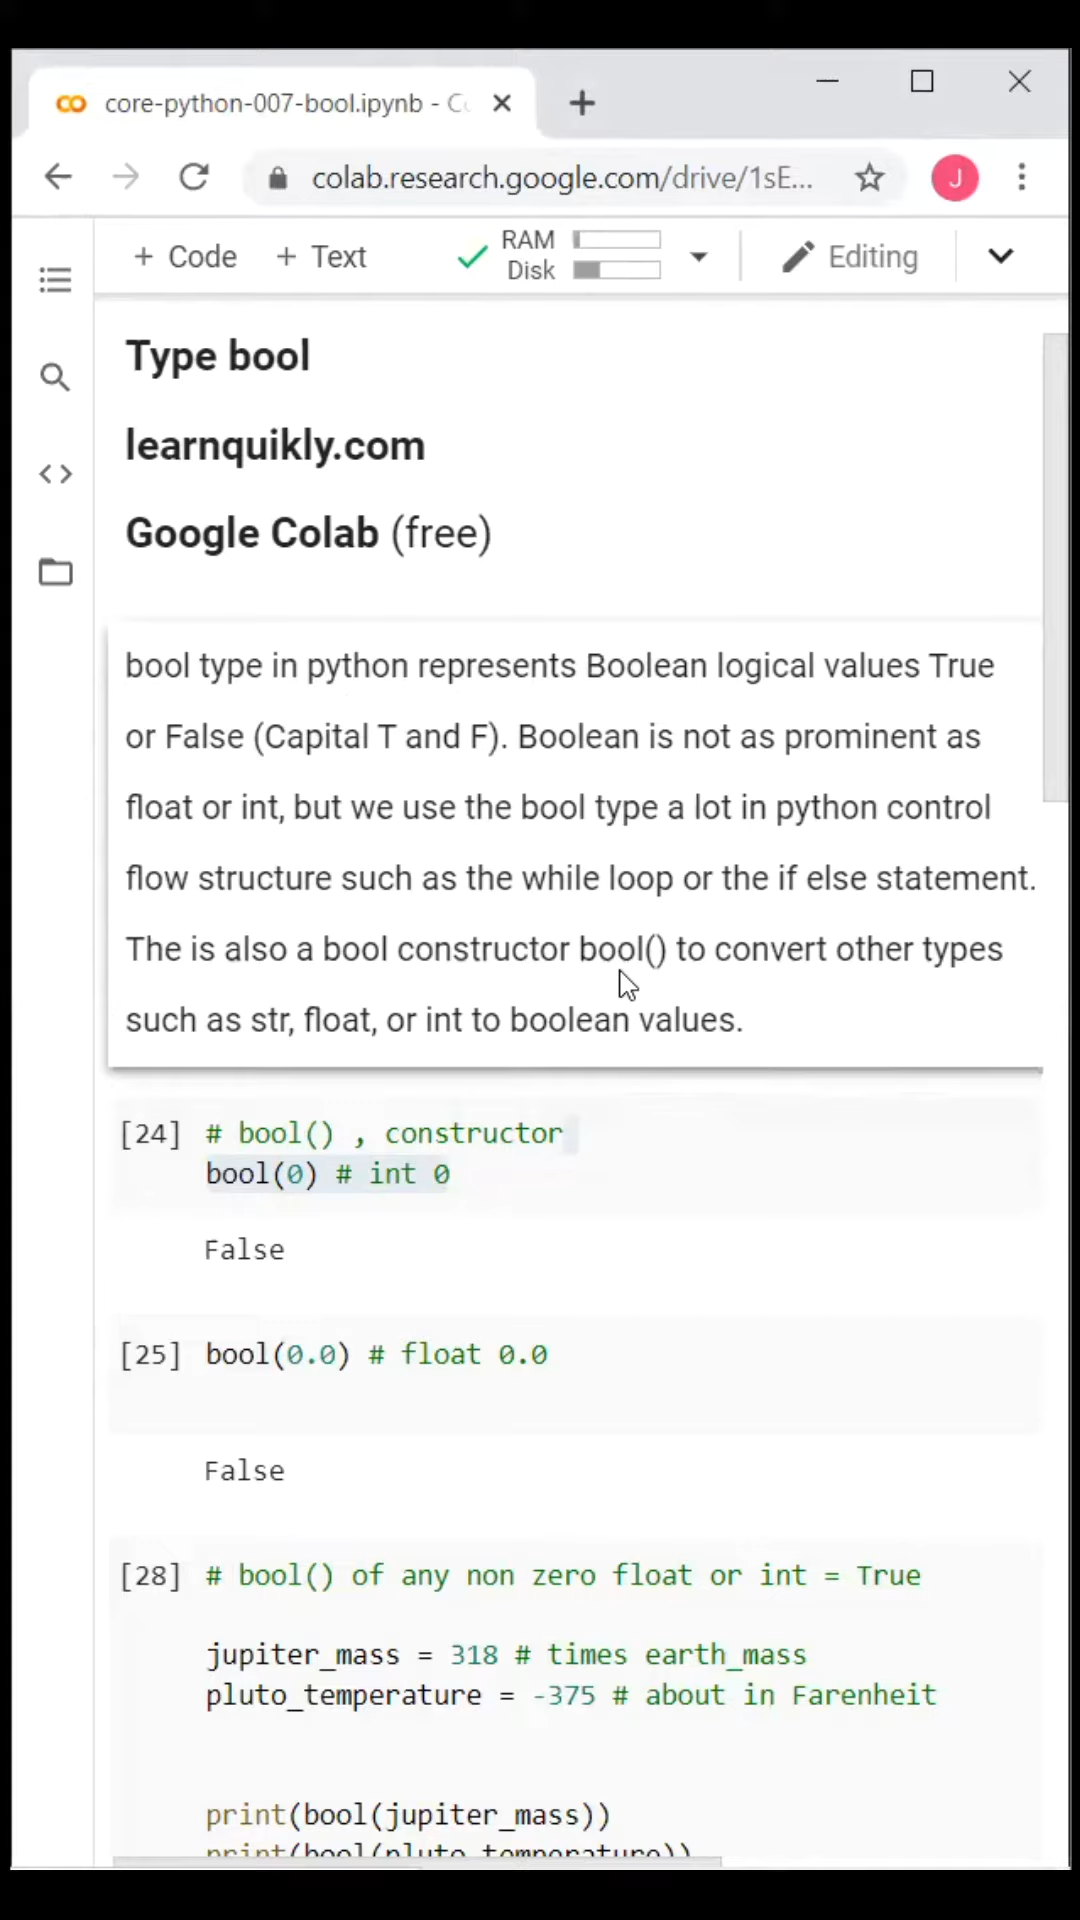 core-python-007-bool.ipynb - Co
colab.research.google.com/drive/1sE...
J
+ Code + Text
RAM
Disk
Editing
Type bool
learnquikly.com
Google Colab (free)
bool type in python represents Boolean logical values True
or False (Capital T and F). Boolean is not as prominent as
float or int, but we use the bool type a lot in python control
flow structure such as the while loop or the if else statement.
The is also a bool constructor bool() to convert other types
such as str, float, or int to boolean values.
[24] # bool() , constructor
bool(0) # int 0
False
[25] bool(0.0) # float 0.0
False
[28] # bool() of any non zero float or int = True
jupiter_mass = 318 # times earth_mass
pluto_temperature = -375 # about in Farenheit
print(bool(jupiter_mass))
print(bool(pluto_temperature))